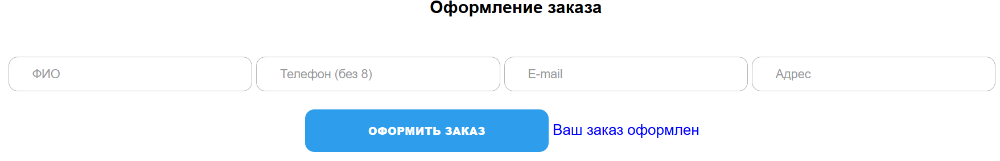 Оформление заказа
ФИО Телефон (без 8) E-mail Адрес
ОФОРМИТЬ ЗАКАЗ Ваш заказ оформлен